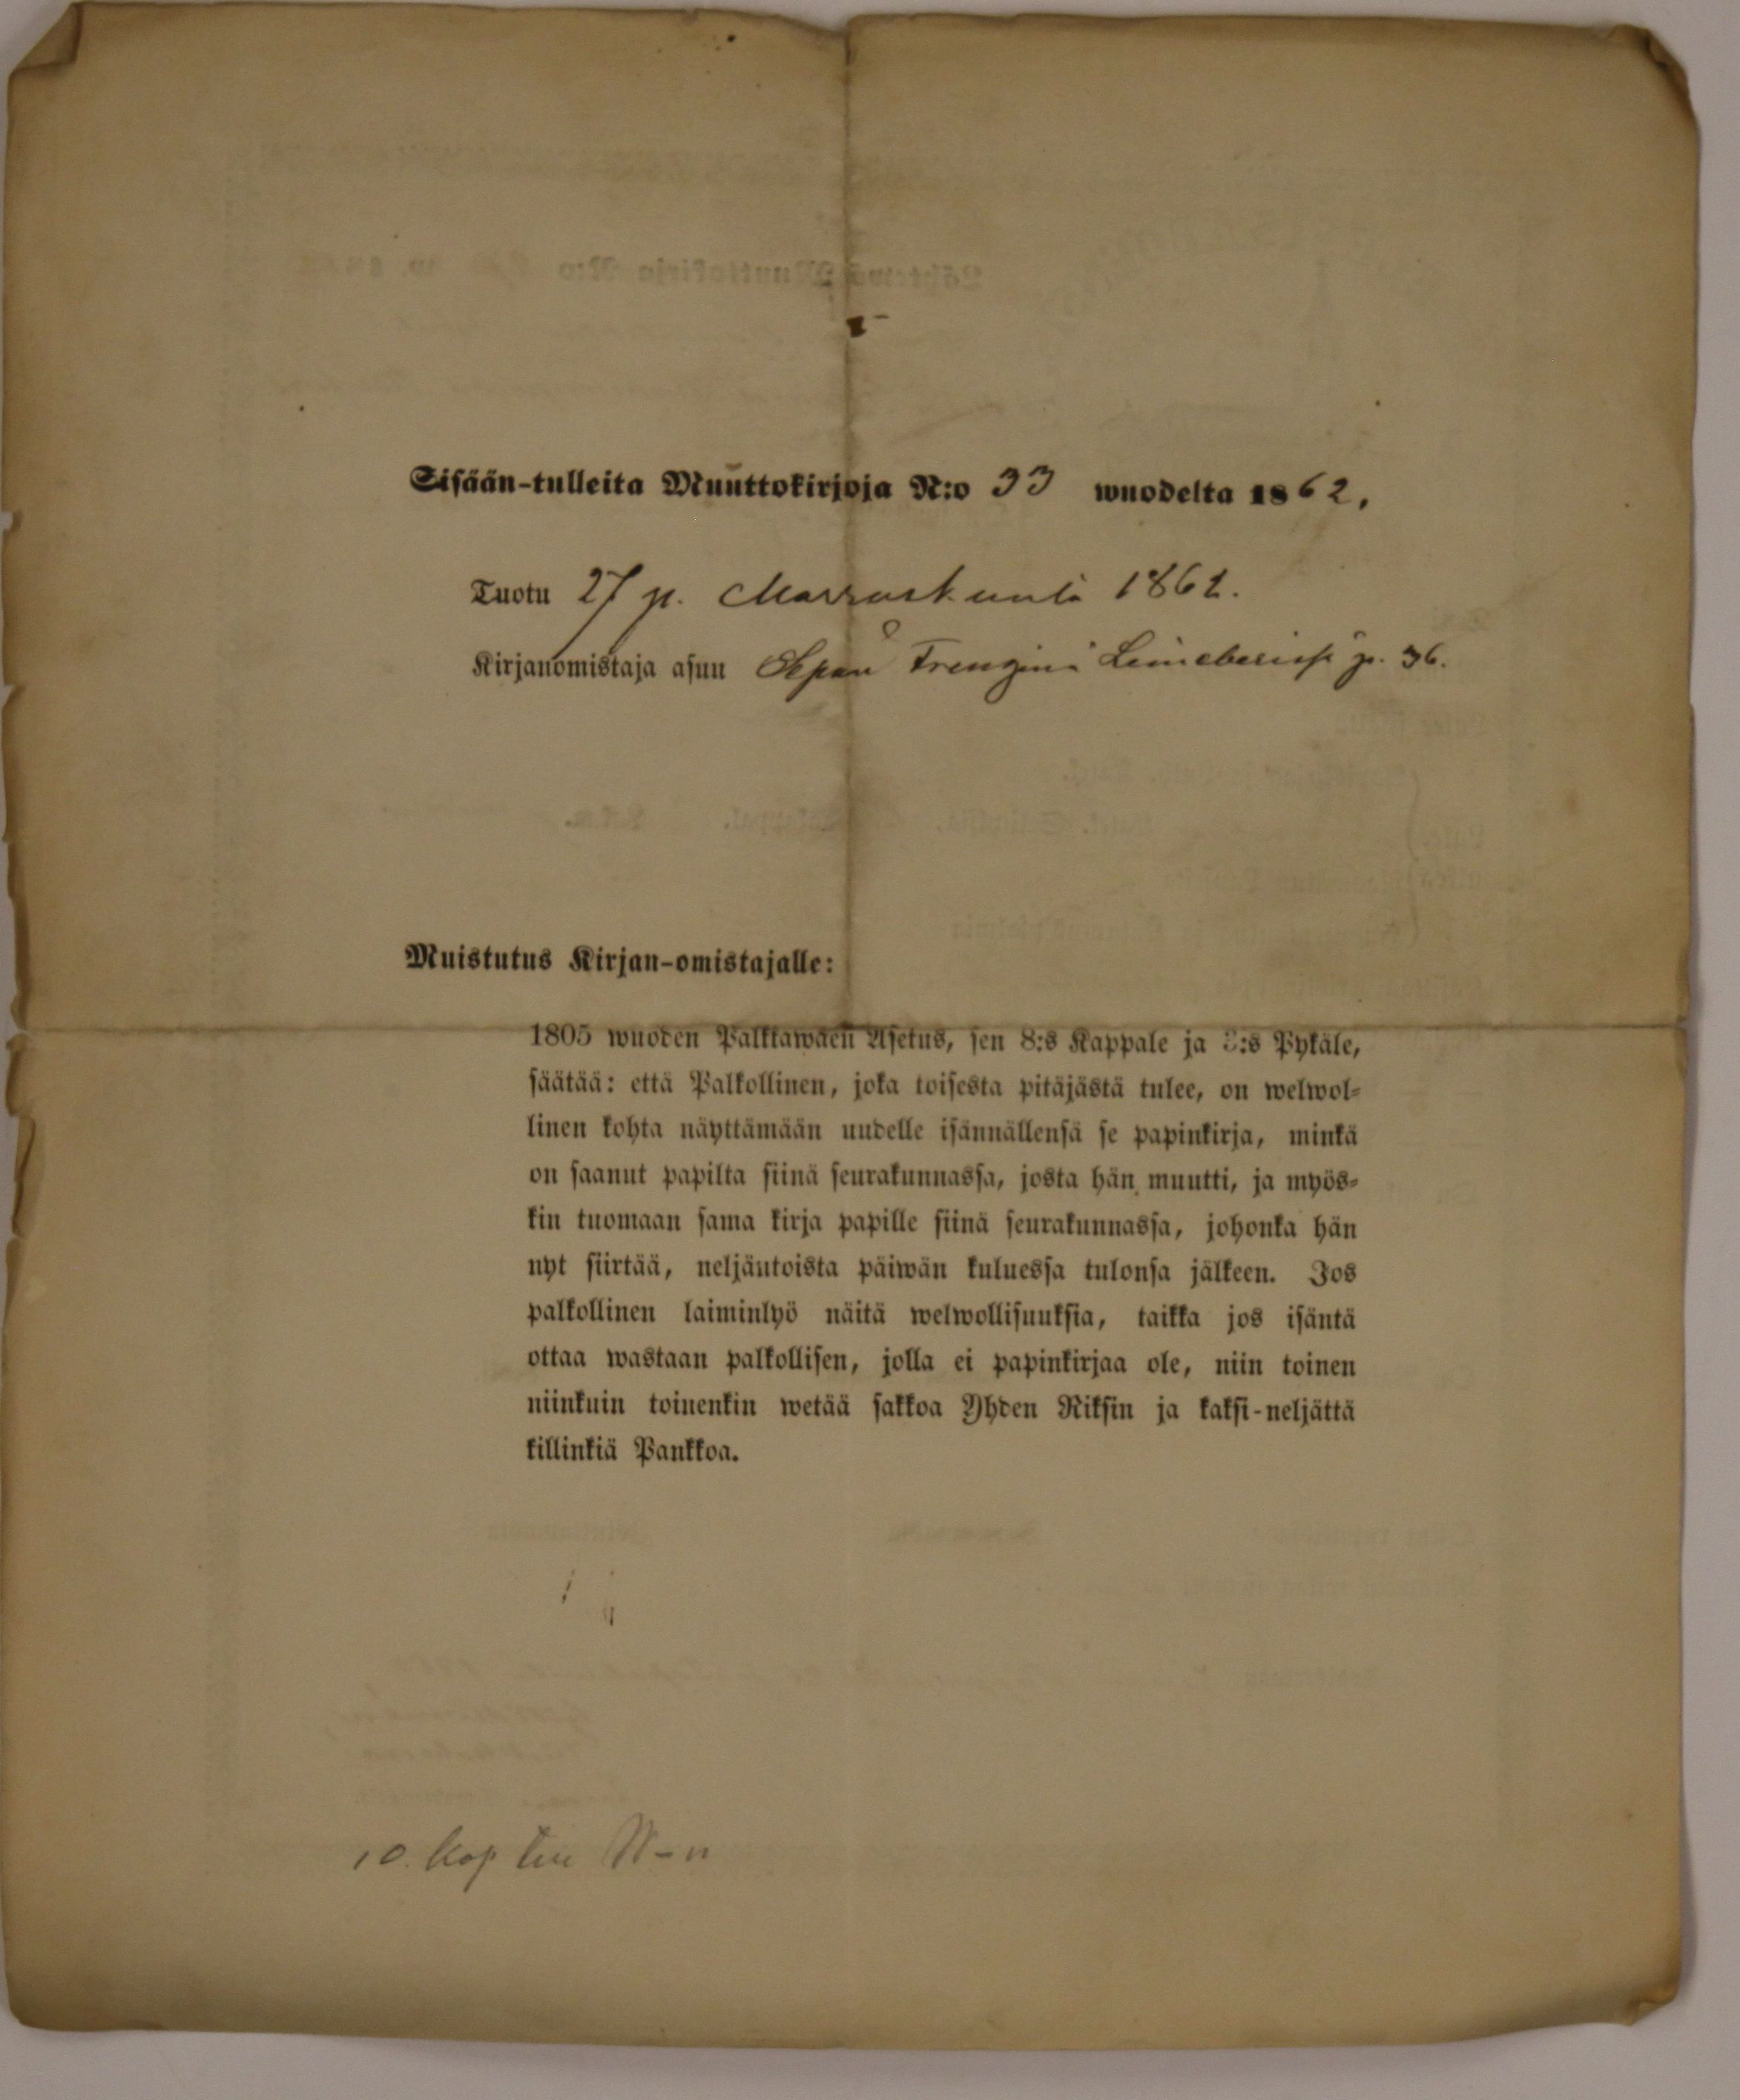 Sisään-tulleita Muuttokirjoja N:o 33 wuodelta 1862.
Tuotu 27 p. Marraskuuta 1862.
Kirjanomistaja asuu Sepän p. 36.
Muistutus Kirjan-omistajalle:
1805 wuoden Palkkawäen Asetus, sen 8:s Kappale ja 3:s Pykäle,
säätää: että Palkollinen, joka toisesta pitäjästä tulee, on welwol-
linen kohta näyttämään uudelle isännällensä se papinkirja, minkä
on saanut papilta siinä seurakunnassa, josta hän muutti, ja myös-
kin tuomaan sama kirja papille siinä seurakunnassa, johonka hän
nyt siirtää, neljäntoista päiwän kuluessa tulonsa jälkeen. Jos
palkollinen laiminlyö näitä welwollisuuksia, taikka jos isäntä
ottaa wastaan palkollisen, jolla ei papinkirjaa ole, niin toinen
niinkuin toinenkin wetää sakkoa Yhden Riksin ja kaksi-neljättä
killinkiä Pankkoa.
10. kop